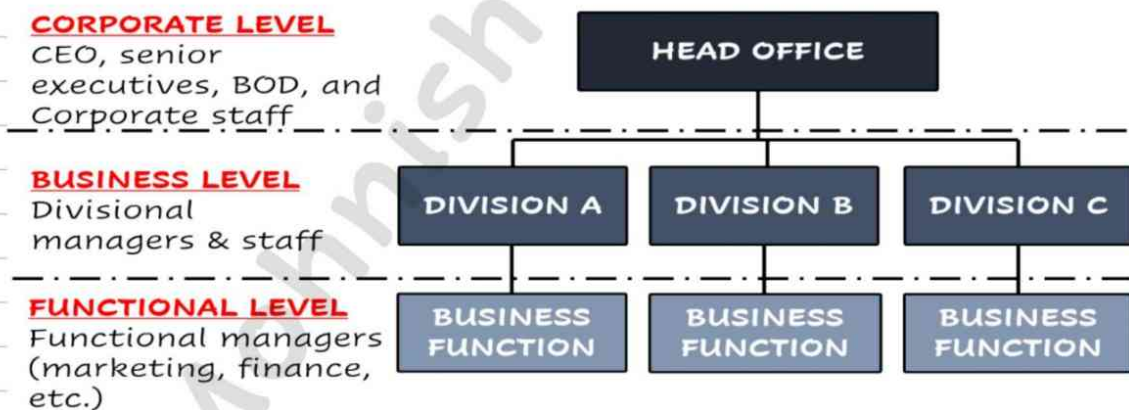 CORPORATE LEVEL
CEO, senior
executives, BOD, and
Corporate staff
HEAD OFFICE
BUSINESS LEVEL
Divisional
managers & staff
DIVISION A
DIVISION B
DIVISION C
FUNCTIONAL LEVEL
Functional managers
(marketing, finance,
etc.)
BUSINESS
FUNCTION
BUSINESS
FUNCTION
BUSINESS
FUNCTION
Mohnish